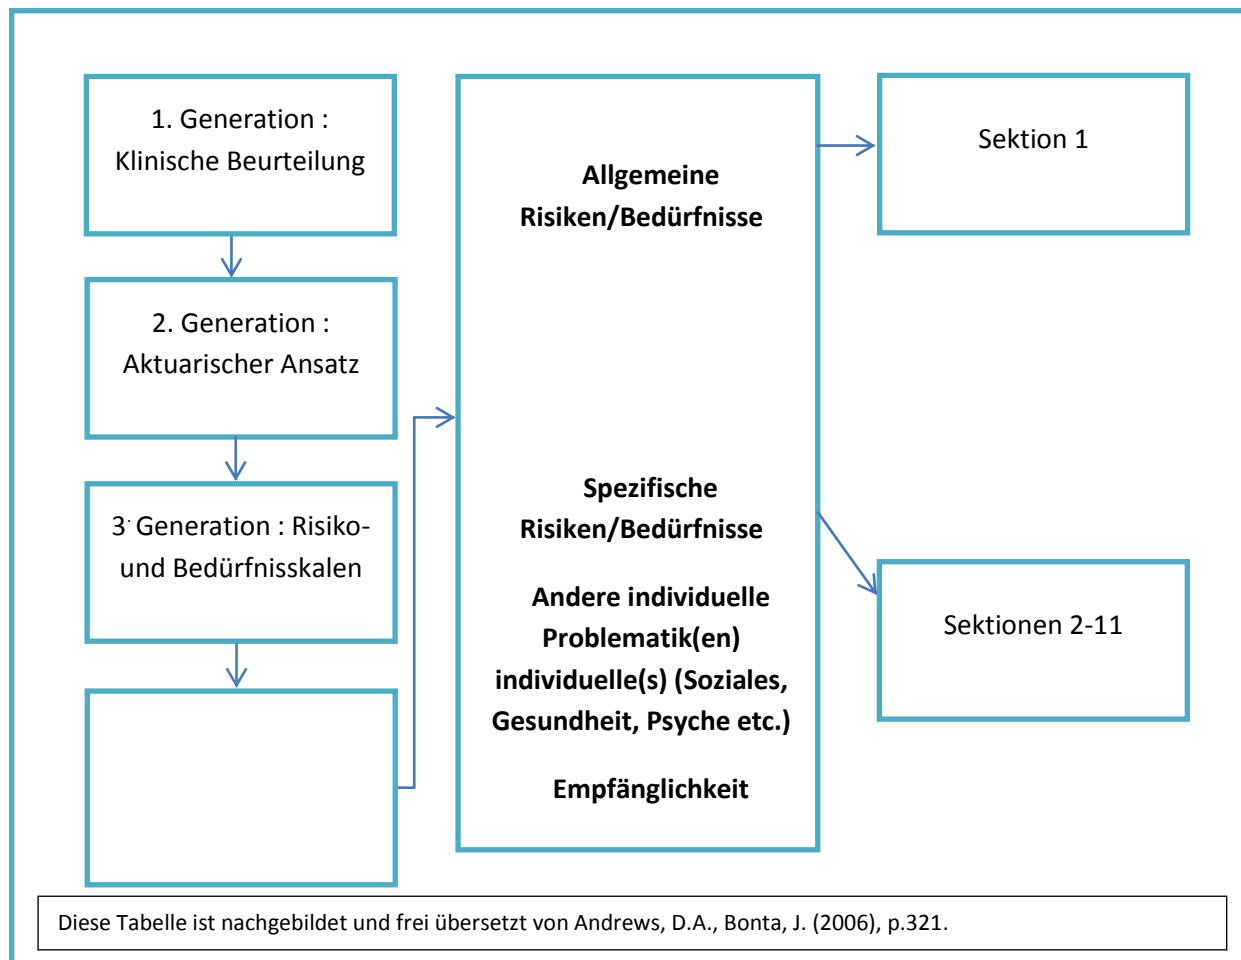 1. Generation :
Klinische Beurteilung
2. Generation :
Aktuarischer Ansatz
3. Generation : Risiko-
und Bedürfnisskalen
Allgemeine
Risiken/Bedürfnisse
Spezifische
Risiken/Bedürfnisse
Andere individuelle
Problematik(en)
individuelle(s) (Soziales,
Gesundheit, Psyche etc.)
Empfänglichkeit
Sektion 1
Sektionen 2-11
Diese Tabelle ist nachgebildet und frei übersetzt von Andrews, D.A., Bonta, J. (2006), p.321.